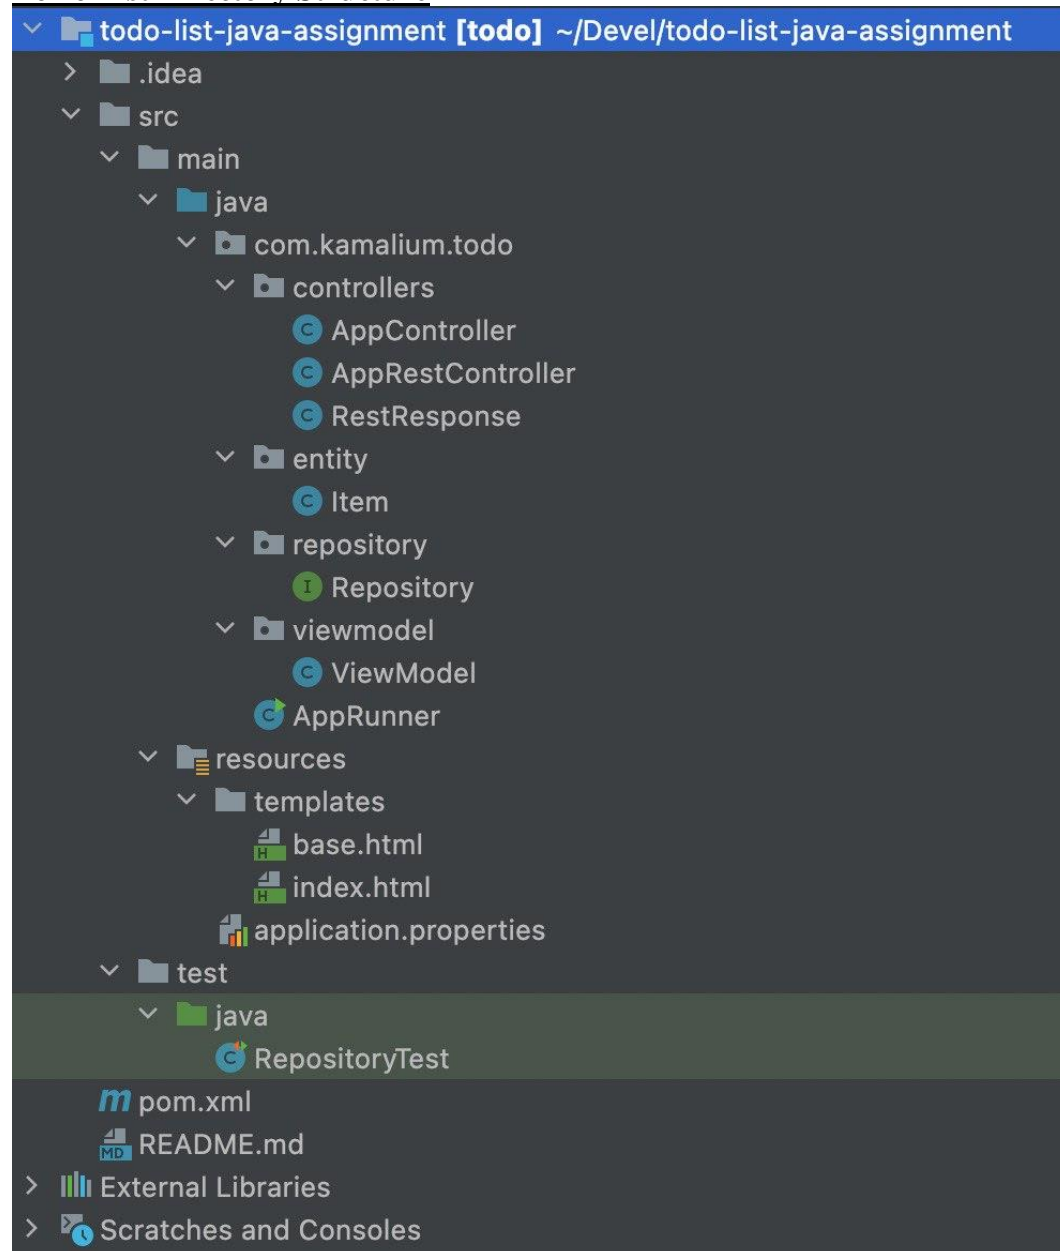 todo-list-java-assignment [todo] ~/Devel/todo-list-java-assignment
.idea
src
main
java
com.kamalium.todo
controllers
C AppController
C AppRestController
C RestResponse
entity
C Item
repository
I Repository
viewmodel
C ViewModel
C AppRunner
resources
templates
H base.html
H index.html
application.properties
test
java
C RepositoryTest
m pom.xml
MD README.md
External Libraries
Scratches and Consoles